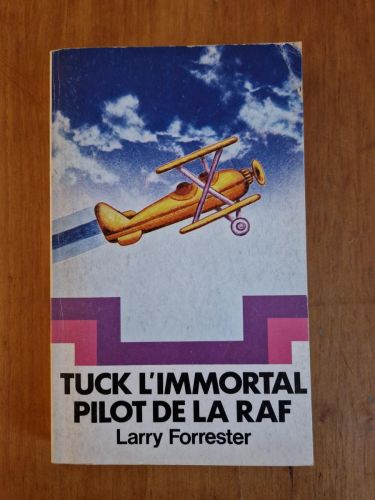 TUCK L'IMMORTAL
PILOT DE LA RAF
Larry Forrester